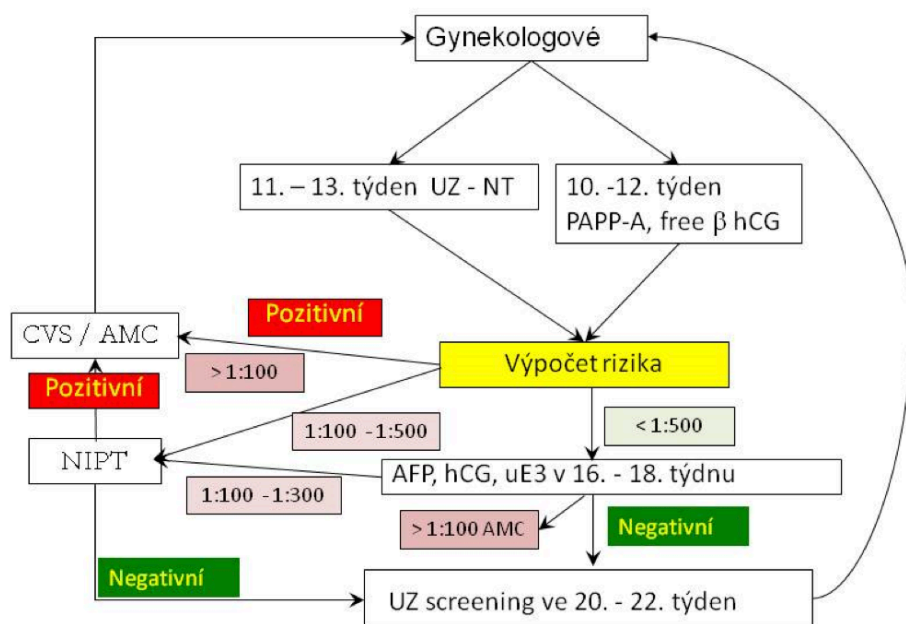 Gynekologové
11. – 13. týden UZ - NT
10. -12. týden
PAPP-A, free β hCG
Pozitivní
CVS / AMC
> 1:100
Výpočet rizika
Pozitivní
1:100 -1:500
< 1:500
NIPT
AFP, hCG, uE3 v 16. - 18. týdnu
1:100 -1:300
> 1:100 AMC
Negativní
Negativní
UZ screening ve 20. - 22. týden